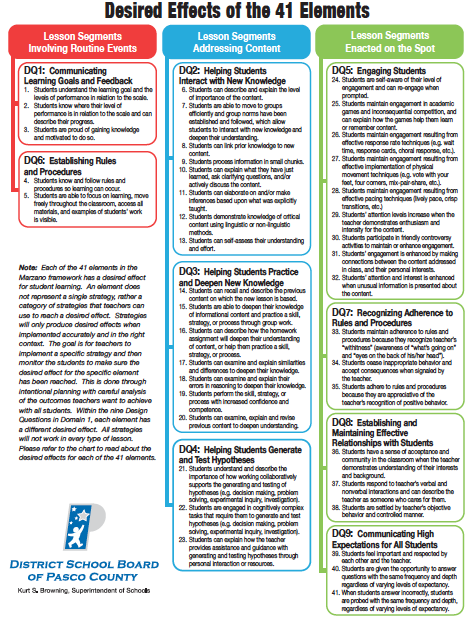 Desired Effects of the 41 Elements
Lesson Segments
Involving Routine Events
DQ1: Communicating
Learning Goals and Feedback
1. Students understand the learning goal and the
levels of performance in relation to the scale.
2. Students know where their level of
performance is in relation to the scale and can
describe their progress.
3. Students are proud of gaining knowledge
and motivated to do so.
DQ6: Establishing Rules
and Procedures
4. Students know and follow rules and
procedures so learning can occur.
5. Students are able to focus on learning, move
freely throughout the classroom, access all
materials, and examples of students' work
is visible.
Note: Each of the 41 elements in the
Marzano framework has a desired effect
for student learning. An element does
not represent a single strategy, rather a
category of strategies that teachers can
use to reach a desired effect. Strategies
will only produce desired effects when
implemented accurately and in the right
context. The goal is for teachers to
implement a specific strategy and then
monitor the students to make sure the
desired effect for the specific element
has been reached. This is done through
intentional planning with careful analysis
of the outcomes teachers want to achieve
with all students. Within the nine Design
Questions in Domain 1, each element has
a different desired effect. All strategies
will not work in every type of lesson.
Please refer to the chart to read about the
desired effects for each of the 41 elements.
DISTRICT SCHOOL BOARD
OF PASCO COUNTY
Kurt S. Browning, Superintendent of Schools
Lesson Segments
Addressing Content
DQ2: Helping Students
Interact with New Knowledge
6. Students can describe and explain the level
of importance of the content.
7. Students are able to move to groups
efficiently and group norms have been
established and followed, which allow
students to interact with new knowledge and
deepen their understanding.
8. Students can link prior knowledge to new
content.
9. Students process information in small chunks.
10. Students can explain what they have just
learned, ask clarifying questions, and/or
actively discuss the content.
11. Students can elaborate on and/or make
inferences based upon what was explicitly
taught.
12. Students demonstrate knowledge of critical
content using linguistic or non-linguistic
methods.
13. Students can self-assess their understanding
and effort.
DQ3: Helping Students Practice
and Deepen New Knowledge
14. Students can recall and describe the previous
content on which the new lesson is based.
15. Students are able to deepen their knowledge
of informational content and practice a skill,
strategy, or process through group work.
16. Students can describe how the homework
assignment will deepen their understanding
of content, or help them practice a skill,
strategy, or process.
17. Students can examine and explain similarities
and differences to deepen their knowledge.
18. Students can examine and explain their
errors in reasoning to deepen their knowledge.
19. Students perform the skill, strategy, or
process with increased confidence and
competence.
20. Students can examine, explain and revise
previous content to deepen understanding.
DQ4: Helping Students Generate
and Test Hypotheses
21. Students understand and describe the
importance of how working collaboratively
supports the generating and testing of
hypotheses (e.g. decision making, problem
solving, experimental inquiry, investigation).
22. Students are engaged in cognitively complex
tasks that require them to generate and test
hypotheses (e.g. decision making, problem
solving, experimental inquiry, investigation).
23. Students can explain how the teacher
provides assistance and guidance with
generating and testing hypotheses through
personal interaction or resources.
Lesson Segments
Enacted on the Spot
DQ5: Engaging Students
24. Students are self-aware of their level of
engagement and can re-engage when
prompted.
25. Students maintain engagement in academic
games and inconsequential competition, and
can explain how the games help them learn
or remember content.
26. Students maintain engagement resulting from
effective response rate techniques (e.g. wait
time, response cards, choral response, etc.).
27. Students maintain engagement resulting from
effective implementation of physical
movement techniques (e.g. vote with your
feet, four corners, mix-pair-share, etc.).
28. Students maintain engagement resulting from
effective pacing techniques (lively pace, crisp
transitions, etc.)
29. Students' attention levels increase when the
teacher demonstrates enthusiasm and
intensity for the content.
30. Students participate in friendly controversy
activities to maintain or enhance engagement.
31. Students' engagement is enhanced by making
connections between the content addressed
in class, and their personal interests.
32. Students' attention and interest is enhanced
when unusual information is presented about
the content.
DQ7: Recognizing Adherence to
Rules and Procedures
33. Students maintain adherence to rules and
procedures because they recognize teacher's
"withitness" (awareness of "what's going on"
and "eyes on the back of his/her head").
34. Students cease inappropriate behavior and
accept consequences when signaled by
the teacher.
35. Students adhere to rules and procedures
because they are appreciative of the
teacher's recognition of positive behavior.
DQ8: Establishing and
Maintaining Effective
Relationships with Students
36. Students have a sense of acceptance and
community in the classroom when the teacher
demonstrates understanding of their interests
and background.
37. Students respond to teacher's verbal and
nonverbal interactions and can describe the
teacher as someone who cares for them.
38. Students are settled by teacher's objective
behavior and controlled manner.
DQ9: Communicating High
Expectations for All Students
39. Students feel important and respected by
each other and the teacher.
40. Students are given the opportunity to answer
questions with the same frequency and depth
regardless of varying levels of expectancy.
41. When students answer incorrectly, students
are probed with the same frequency and depth,
regardless of varying levels of expectancy.